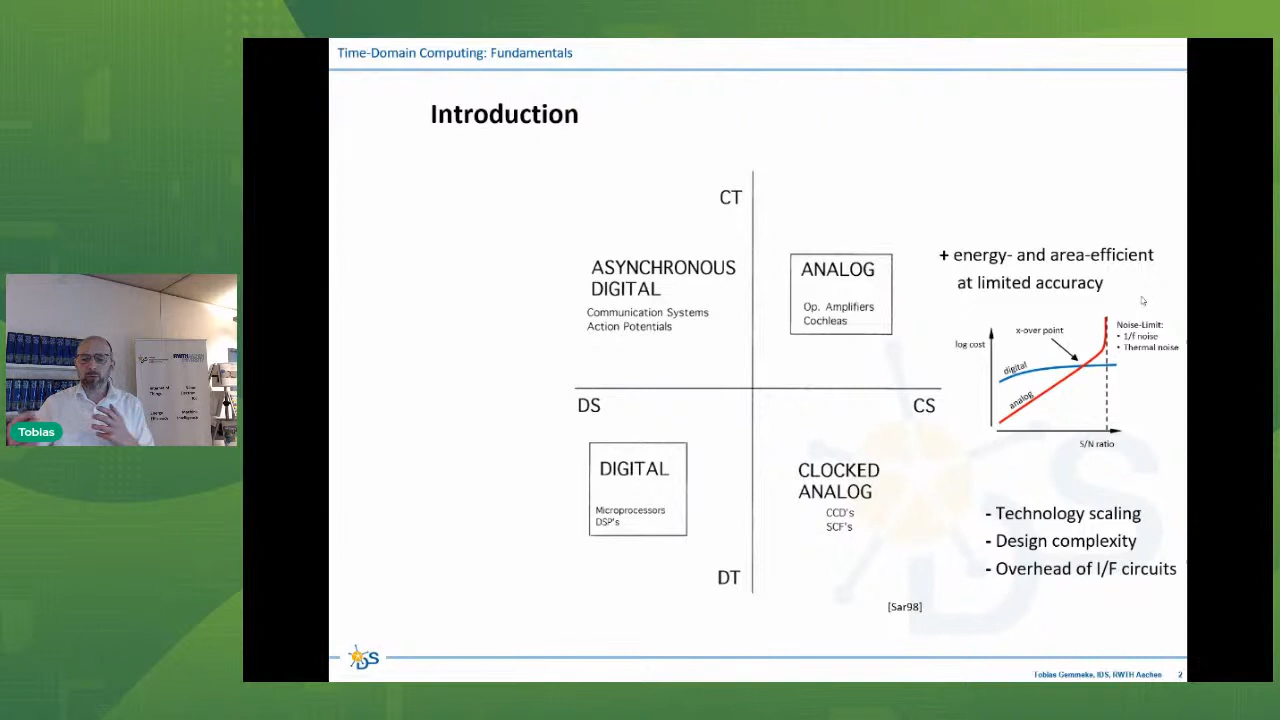 Time-Domain Computing: Fundamentals
Introduction
CT
ASYNCHRONOUS
DIGITAL
Communication Systems
Action Potentials
ANALOG
Op. Amplifiers
Cochleas
+ energy- and area-efficient
at limited accuracy
x-over point
Noise-Limit:
• 1/f noise
• Thermal noise
log cost
digital
analog
S/N ratio
DS
CS
DIGITAL
Microprocessors
DSP's
CLOCKED
ANALOG
CCD's
SCF's
- Technology scaling
- Design complexity
- Overhead of I/F circuits
DT
[Sar98]
IDS
Tobias Gemmeke, IDS, RWTH Aachen 2
Tobias
RWTH